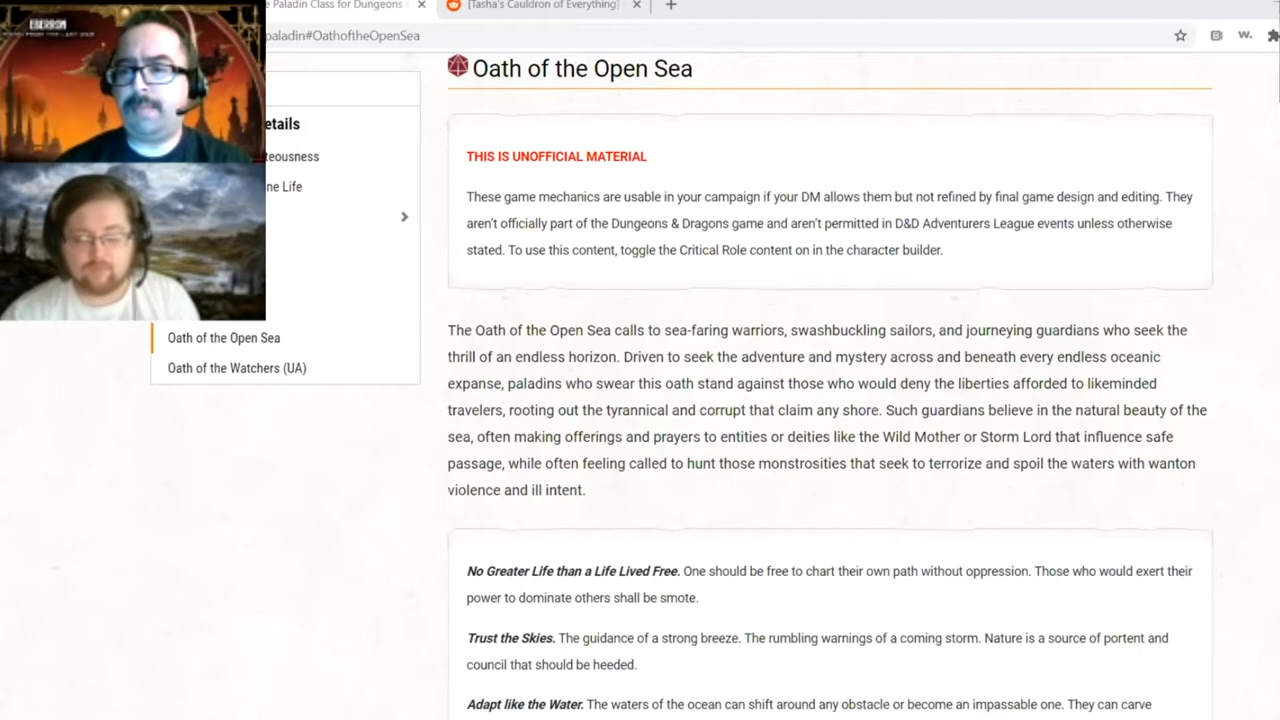 e Paladin Class for Dungeons
[Tasha's Cauldron of Everything]
paladin#OathoftheOpenSea
W.
EBERRON
etails
teousness
ne Life
Oath of the Open Sea
Oath of the Watchers (UA)
Oath of the Open Sea
THIS IS UNOFFICIAL MATERIAL
These game mechanics are usable in your campaign if your DM allows them but not refined by final game design and editing. They
aren't officially part of the Dungeons & Dragons game and aren't permitted in D&D Adventurers League events unless otherwise
stated. To use this content, toggle the Critical Role content on in the character builder.
The Oath of the Open Sea calls to sea-faring warriors, swashbuckling sailors, and journeying guardians who seek the
thrill of an endless horizon. Driven to seek the adventure and mystery across and beneath every endless oceanic
expanse, paladins who swear this oath stand against those who would deny the liberties afforded to likeminded
travelers, rooting out the tyrannical and corrupt that claim any shore. Such guardians believe in the natural beauty of the
sea, often making offerings and prayers to entities or deities like the Wild Mother or Storm Lord that influence safe
passage, while often feeling called to hunt those monstrosities that seek to terrorize and spoil the waters with wanton
violence and ill intent.
No Greater Life than a Life Lived Free. One should be free to chart their own path without oppression. Those who would exert their
power to dominate others shall be smote.
Trust the Skies. The guidance of a strong breeze. The rumbling warnings of a coming storm. Nature is a source of portent and
council that should be heeded.
Adapt like the Water. The waters of the ocean can shift around any obstacle or become an impassable one. They can carve